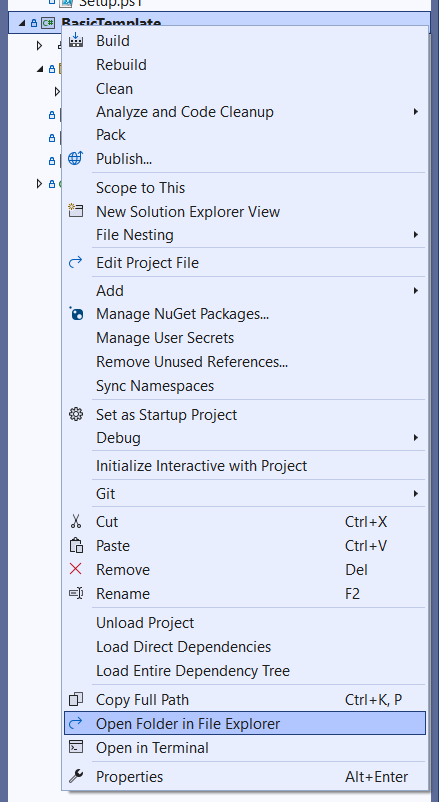 Setup.ps1
C# BasicTemplate
Build
Rebuild
Clean
Analyze and Code Cleanup
Pack
Publish...
Scope to This
New Solution Explorer View
File Nesting
Edit Project File
Add
Manage NuGet Packages...
Manage User Secrets
Remove Unused References...
Sync Namespaces
Set as Startup Project
Debug
Initialize Interactive with Project
Git
Cut Ctrl+X
Paste Ctrl+V
Remove Del
Rename F2
Unload Project
Load Direct Dependencies
Load Entire Dependency Tree
Copy Full Path Ctrl+K, P
Open Folder in File Explorer
Open in Terminal
Properties Alt+Enter